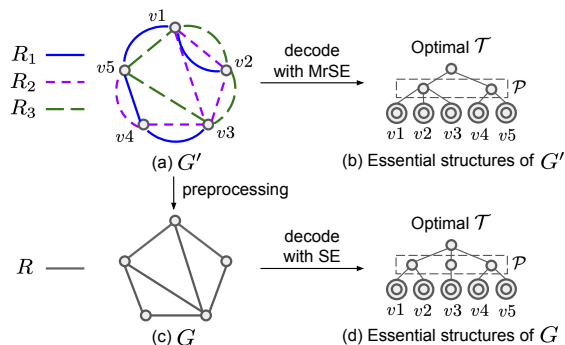 R₁
R₂
R₃
v1
v2
v3
v4
v5
(a) G′
decode
with MrSE
Optimal 𝒯
𝒫
v1 v2 v3 v4 v5
(b) Essential structures of G′
preprocessing
R
(c) G
decode
with SE
Optimal 𝒯
𝒫
v1 v2 v3 v4 v5
(d) Essential structures of G